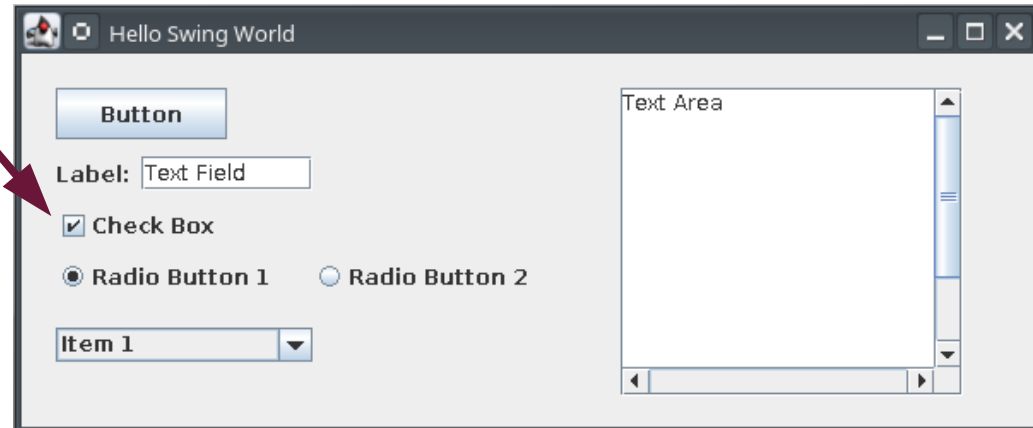 Hello Swing World
Button
Text Area
Label: Text Field
Check Box
Radio Button 1 Radio Button 2
Item 1